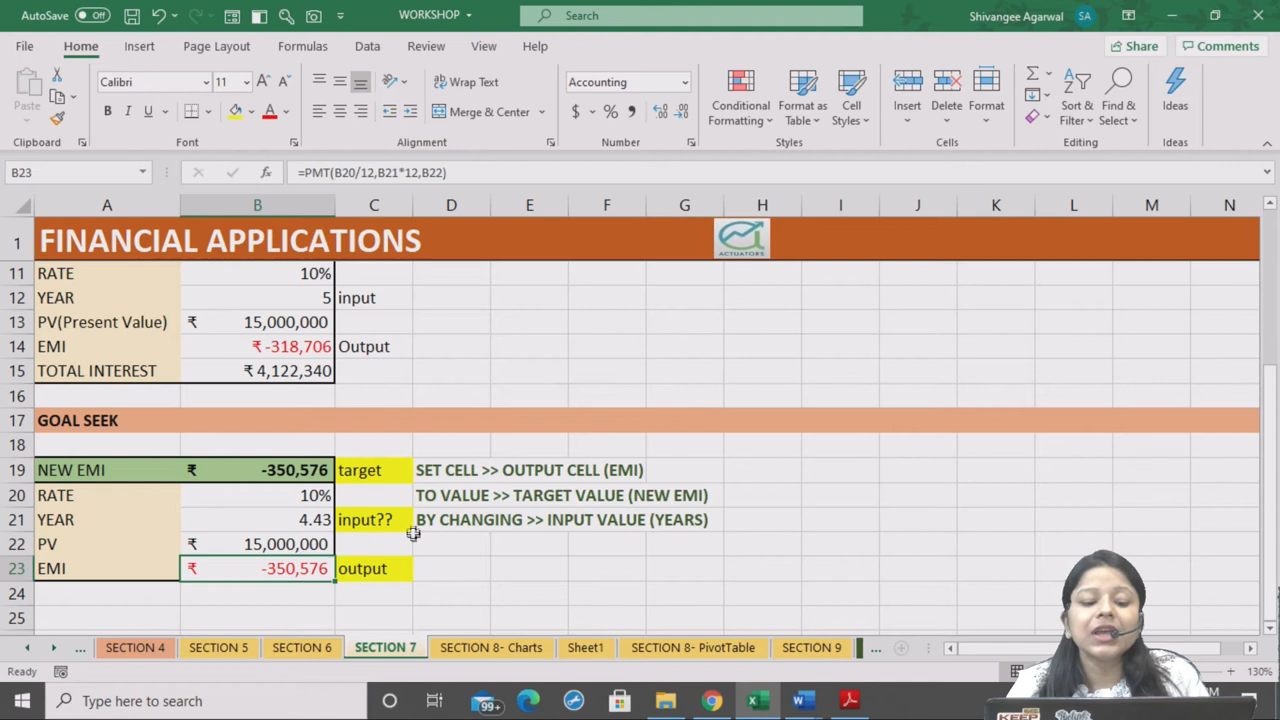 AutoSave Off WORKSHOP Search Shivangee Agarwal SA
File Home Insert Page Layout Formulas Data Review View Help Share Comments
Calibri 11 Wrap Text Accounting
Paste B I U Merge & Center $ % Conditional Formatting Format as Table Cell Styles Insert Delete Format Sort & Filter Find & Select Ideas
Clipboard Font Alignment Number Styles Cells Editing Ideas
B23 fx =PMT(B20/12,B21*12,B22)
A B C D E F G H I J K L M N
1 FINANCIAL APPLICATIONS ACTUATORS
11 RATE 10%
12 YEAR 5 input
13 PV(Present Value) ₹ 15,000,000
14 EMI ₹ -318,706 Output
15 TOTAL INTEREST ₹ 4,122,340
16
17 GOAL SEEK
18
19 NEW EMI ₹ -350,576 target SET CELL >> OUTPUT CELL (EMI)
20 RATE 10% TO VALUE >> TARGET VALUE (NEW EMI)
21 YEAR 4.43 input?? BY CHANGING >> INPUT VALUE (YEARS)
22 PV ₹ 15,000,000
23 EMI ₹ -350,576 output
24
25
... SECTION 4 SECTION 5 SECTION 6 SECTION 7 SECTION 8- Charts Sheet1 SECTION 8- PivotTable SECTION 9 ...
Ready 130%
Type here to search 99+
KEEP